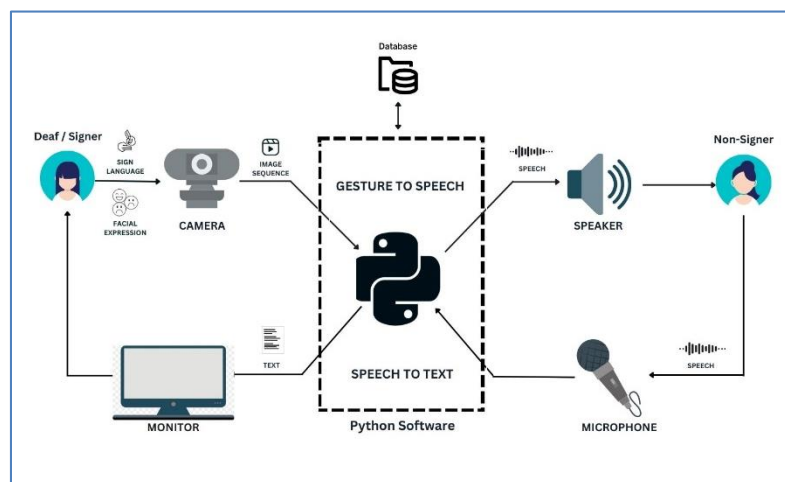 Database
Deaf / Signer
SIGN
LANGUAGE
FACIAL
EXPRESSION
CAMERA
IMAGE
SEQUENCE
GESTURE TO SPEECH
SPEECH
SPEAKER
Non-Signer
MONITOR
TEXT
SPEECH TO TEXT
Python Software
MICROPHONE
SPEECH